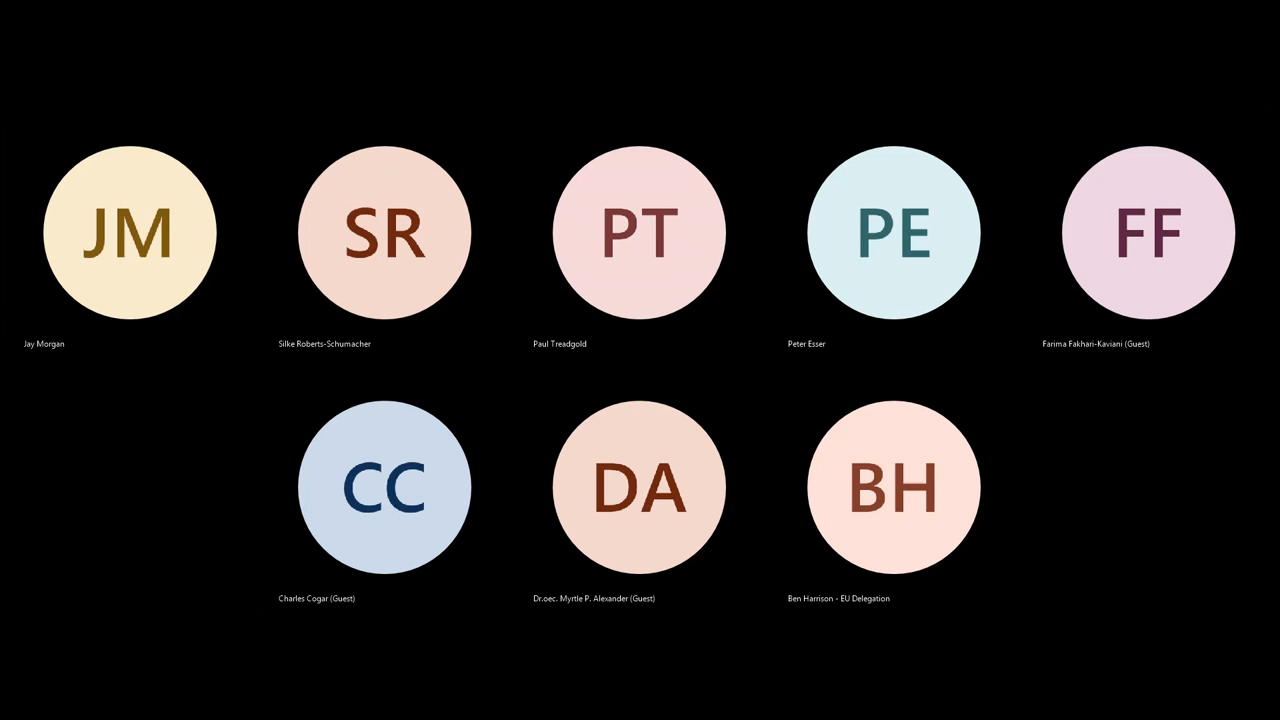 JM
SR
PT
PE
FF
Jay Morgan
Silke Roberts-Schumacher
Paul Treadgold
Peter Esser
Farima Fakhari-Kaviani (Guest)
CC
DA
BH
Charles Cogar (Guest)
Dr.oec. Myrtle P. Alexander (Guest)
Ben Harrison - EU Delegation